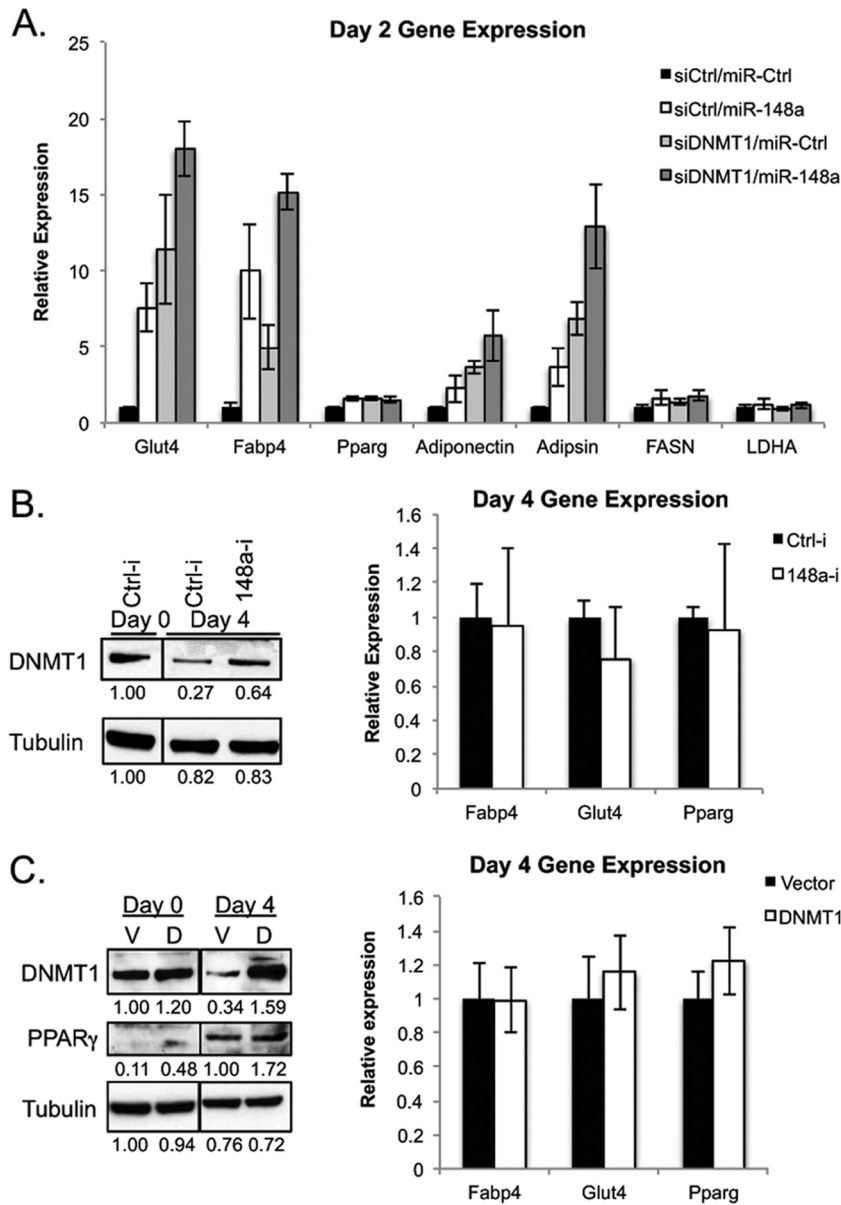 A.
Day 2 Gene Expression
25
20
15
10
5
0
Relative Expression
siCtrl/miR-Ctrl
siCtrl/miR-148a
siDNMT1/miR-Ctrl
siDNMT1/miR-148a
Glut4 Fabp4 Pparg Adiponectin Adipsin FASN LDHA
B.
Ctrl-i Ctrl-i 148a-i
Day 0 Day 4
DNMT1
1.00 0.27 0.64
Tubulin
1.00 0.82 0.83
Day 4 Gene Expression
1.6
1.4
1.2
1
0.8
0.6
0.4
0.2
0
Relative Expression
Ctrl-i
148a-i
Fabp4 Glut4 Pparg
C.
Day 0 Day 4
V D V D
DNMT1
1.00 1.20 0.34 1.59
PPARγ
0.11 0.48 1.00 1.72
Tubulin
1.00 0.94 0.76 0.72
Day 4 Gene Expression
1.6
1.4
1.2
1
0.8
0.6
0.4
0.2
0
Relative expression
Vector
DNMT1
Fabp4 Glut4 Pparg